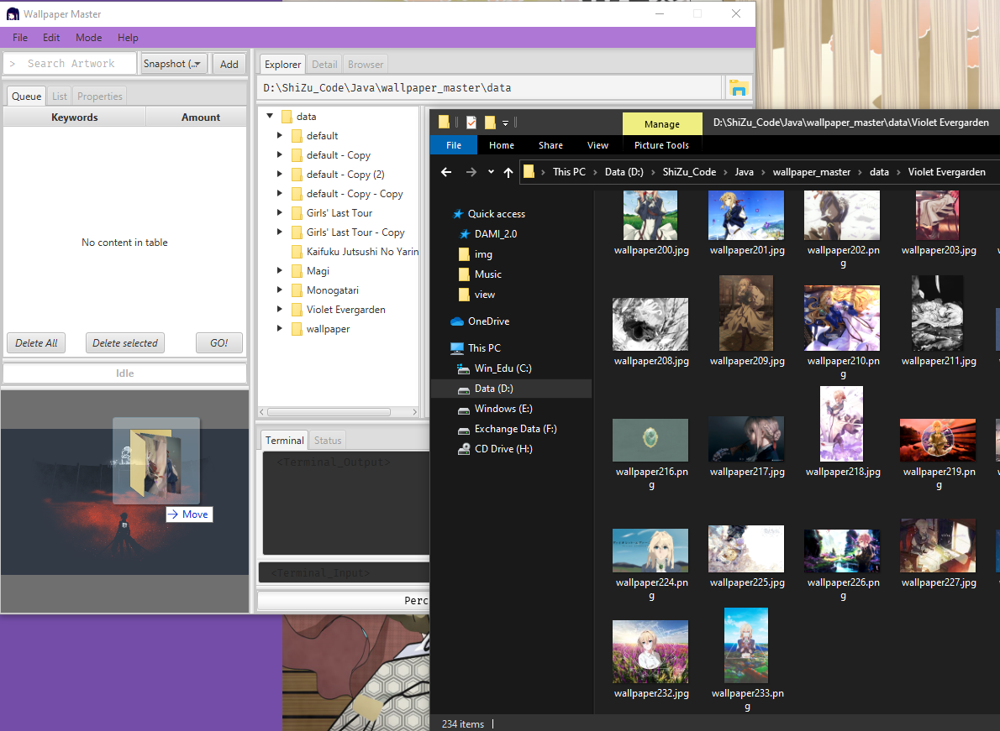 Wallpaper Master
File Edit Mode Help
> Search Artwork
Snapshot (...
Add
Queue List Properties
Keywords Amount
No content in table
Delete All Delete selected GO!
Idle
Move
Explorer Detail Browser
D:\ShiZu_Code\Java\wallpaper_master\data
data
default
default - Copy
default - Copy (2)
default - Copy - Copy
Girls' Last Tour
Girls' Last Tour - Copy
Kaifuku Jutsushi No Yarin
Magi
Monogatari
Violet Evergarden
wallpaper
Terminal Status
<Terminal_Output>
<Terminal_Input>
Perc
Manage
D:\ShiZu_Code\Java\wallpaper_master\data\Violet Evergarden
File Home Share View Picture Tools
This PC > Data (D:) > ShiZu_Code > Java > wallpaper_master > data > Violet Evergarden
Quick access
DAMI_2.0
img
Music
view
OneDrive
This PC
Win_Edu (C:)
Data (D:)
Windows (E:)
Exchange Data (F:)
CD Drive (H:)
wallpaper200.jpg wallpaper201.jpg wallpaper202.pn wallpaper203.jpg
g
wallpaper208.jpg wallpaper209.jpg wallpaper210.pn wallpaper211.jpg
g
wallpaper216.pn wallpaper217.jpg wallpaper218.jpg wallpaper219.pn
g g
wallpaper224.pn wallpaper225.jpg wallpaper226.pn wallpaper227.jpg
g g
wallpaper232.jpg wallpaper233.pn
g
234 items